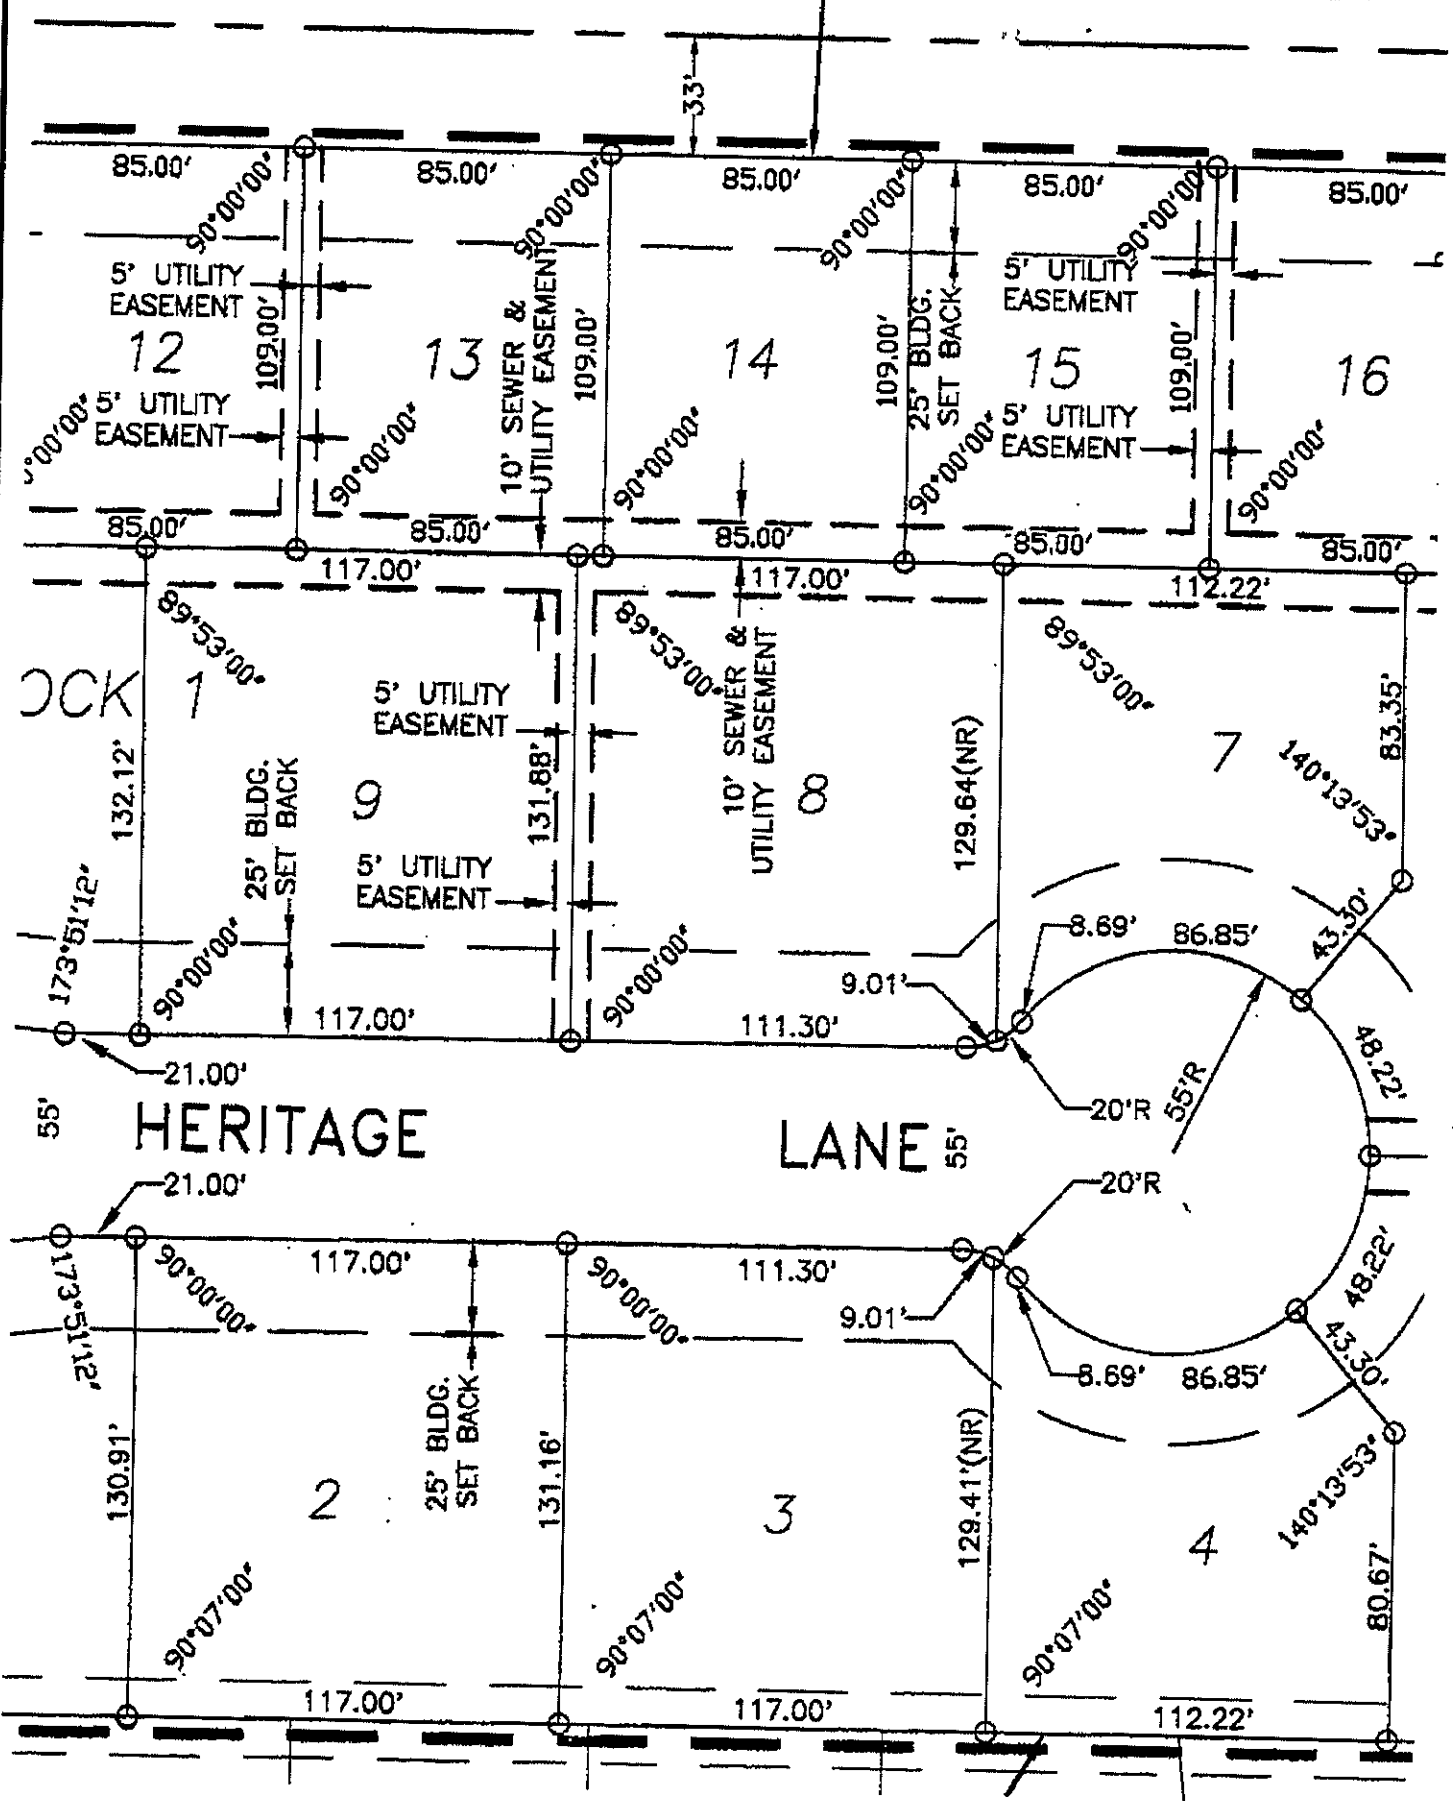 33'
85.00'
85.00'
85.00'
85.00'
85.00'
90°00'00"
90°00'00"
90°00'00"
90°00'00"
5' UTILITY
EASEMENT
10' SEWER &
UTILITY EASEMENT
25' BLDG.
SET BACK
5' UTILITY
EASEMENT
109.00'
109.00'
109.00'
109.00'
12
13
14
15
16
5' UTILITY
EASEMENT
5' UTILITY
EASEMENT
90°00'00"
90°00'00"
90°00'00"
90°00'00"
85.00'
85.00'
85.00'
85.00'
85.00'
117.00'
117.00'
112.22'
89°53'00"
89°53'00"
89°53'00"
OCK 1
5' UTILITY
EASEMENT
10' SEWER &
UTILITY EASEMENT
132.12'
25' BLDG.
SET BACK
9
131.88'
8
129.64(NR)
7
83.35'
140°13'53"
5' UTILITY
EASEMENT
173°51'12"
90°00'00"
90°00'00"
8.69'
86.85'
43.30'
9.01'
117.00'
111.30'
21.00'
48.22'
55'
HERITAGE LANE
55'
20'R
55'R
21.00'
20'R
173°51'12"
90°00'00"
117.00'
90°00'00"
111.30'
9.01'
48.22'
8.69'
86.85'
43.30'
25' BLDG.
SET BACK
130.91'
2
131.16'
3
129.41'(NR)
4
140°13'53"
80.67'
90°07'00"
90°07'00"
90°07'00"
117.00'
117.00'
112.22'